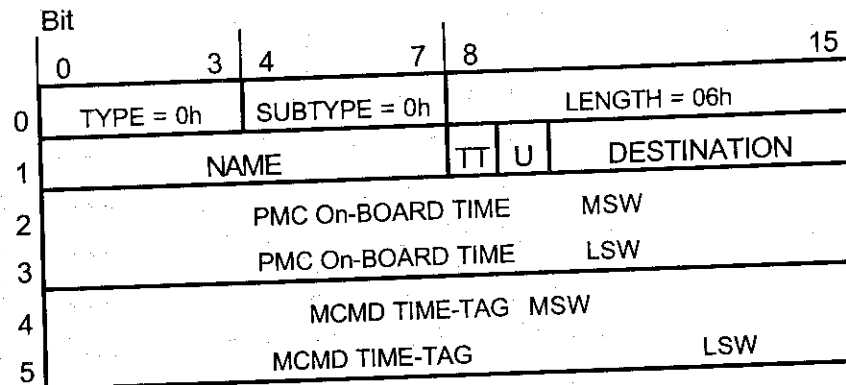 Bit
0 3 4 7 8 15
0 TYPE = 0h SUBTYPE = 0h LENGTH = 06h
1 NAME TT U DESTINATION
2 PMC On-BOARD TIME MSW
3 PMC On-BOARD TIME LSW
4 MCMD TIME-TAG MSW
5 MCMD TIME-TAG LSW